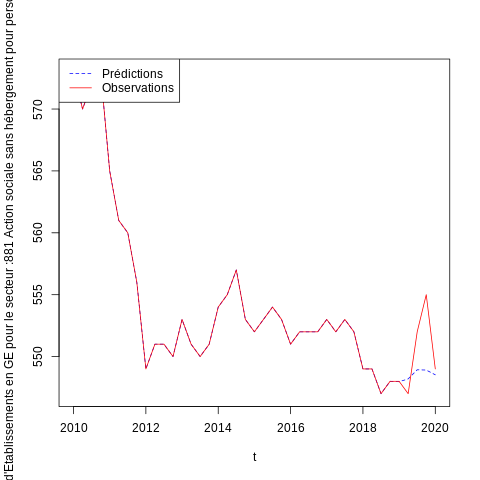 d'Etablissements en GE pour le secteur :881 Action sociale sans hébergement pour
Prédictions
Observations
570
565
560
555
550
2010
2012
2014
2016
2018
2020
t